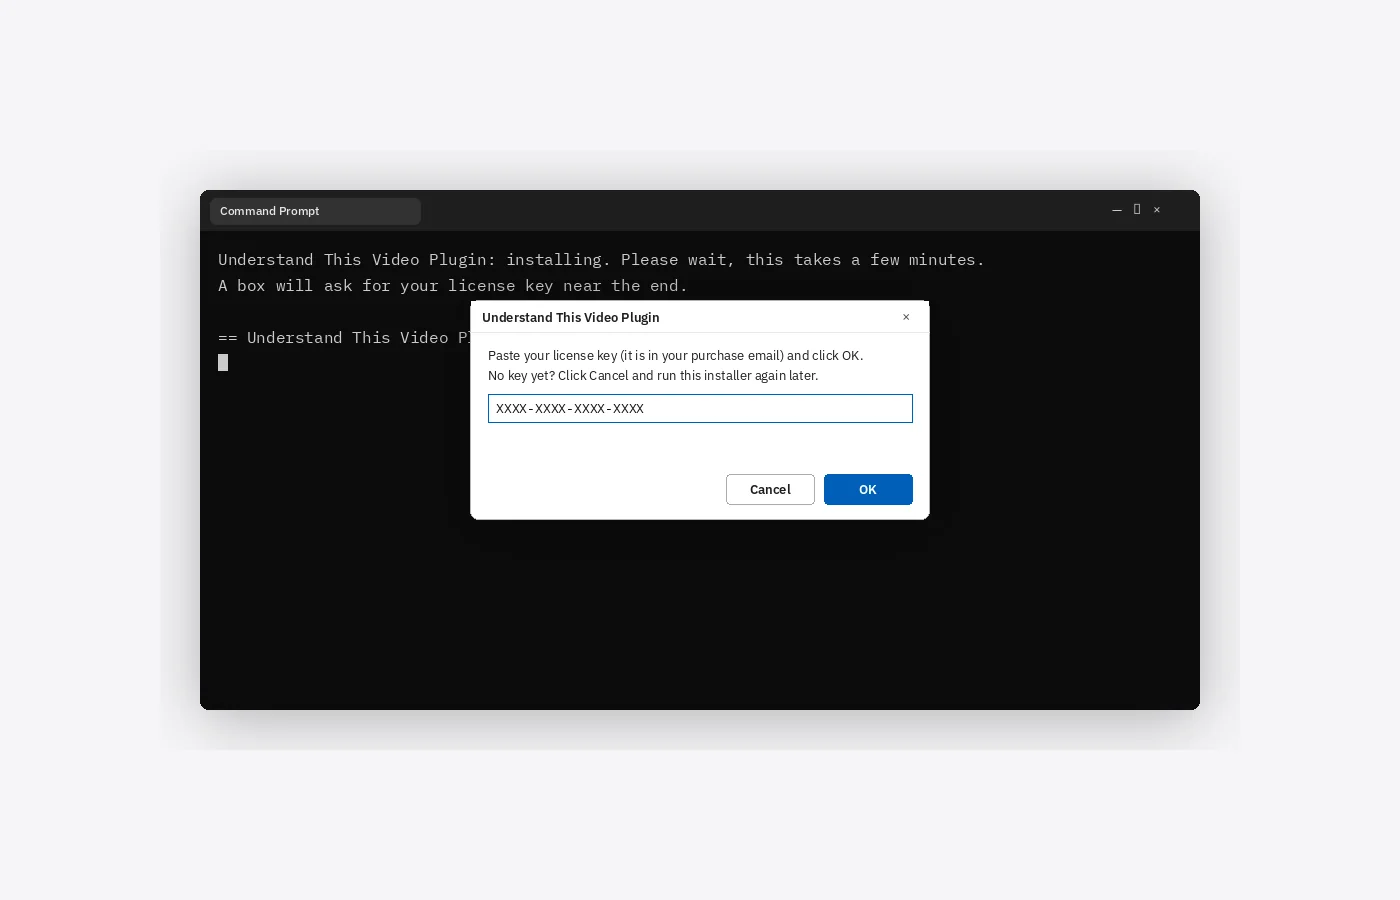 Command Prompt
Understand This Video Plugin: installing. Please wait, this takes a few minutes.
A box will ask for your license key near the end.
== Understand This Video
Understand This Video Plugin
Paste your license key (it is in your purchase email) and click OK.
No key yet? Click Cancel and run this installer again later.
XXXX-XXXX-XXXX-XXXX
Cancel
OK